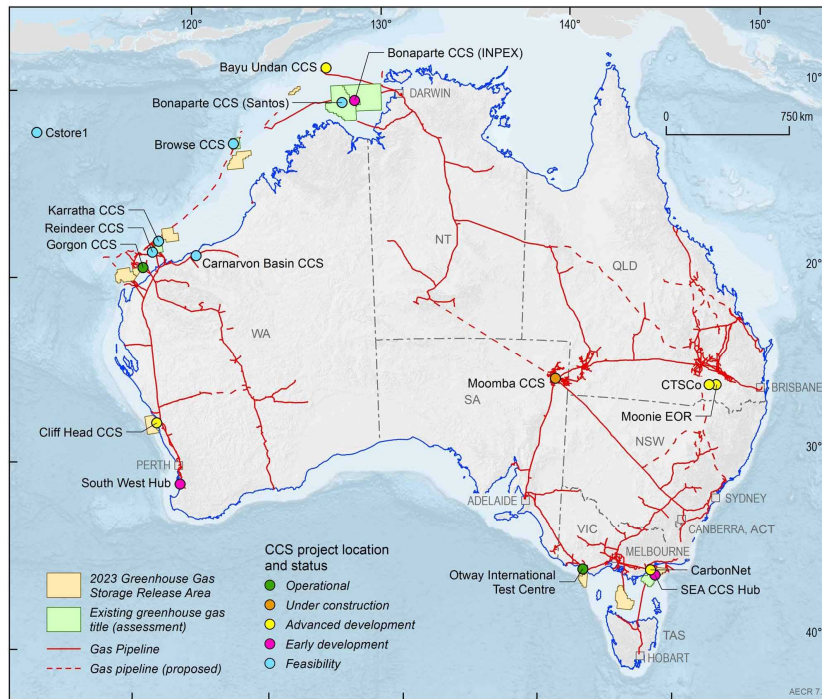 120°
130°
140°
150°
Bonaparte CCS (INPEX)
Bayu Undan CCS
10°
10°
Bonaparte CCS (Santos)
DARWIN
0
750 km
Cstore1
Browse CCS
Karratha CCS
Reindeer CCS
Gorgon CCS
NT
Carnarvon Basin CCS
20°
20°
QLD
WA
Moomba CCS
CTSCo
BRISBANE
SA
Moonie EOR
Cliff Head CCS
NSW
30°
30°
PERTH
South West Hub
ADELAIDE
SYDNEY
CANBERRA, ACT
VIC
MELBOURNE
CarbonNet
Otway International
Test Centre
SEA CCS Hub
TAS
HOBART
40°
40°
2023 Greenhouse Gas
Storage Release Area
Existing greenhouse gas
title (assessment)
Gas Pipeline
Gas pipeline (proposed)
CCS project location
and status
Operational
Under construction
Advanced development
Early development
Feasibility
AECR 7